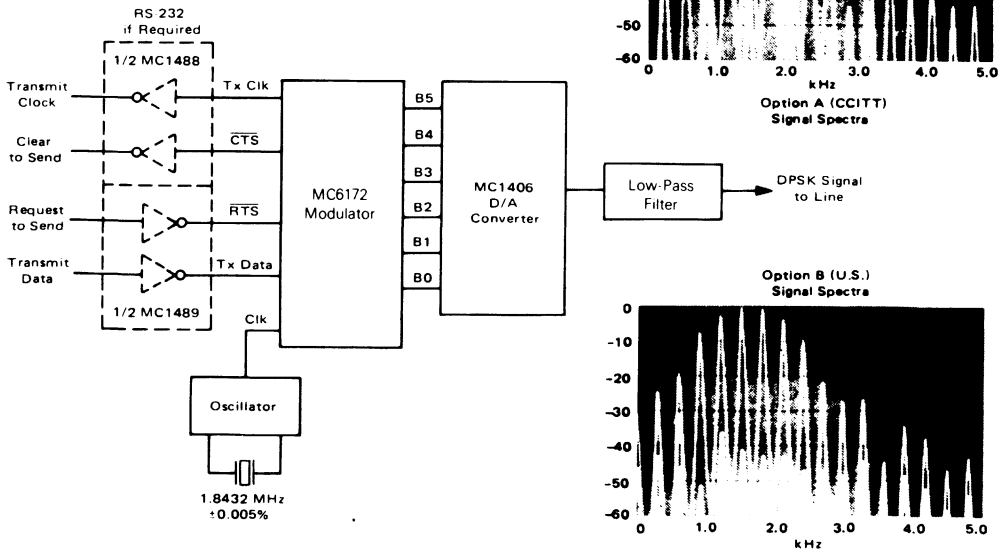 RS-232
if Required
1/2 MC1488
Transmit
Clock
Tx Clk
Clear
to Send
CTS
Request
to Send
RTS
Transmit
Data
Tx Data
1/2 MC1489
Clk
MC6172
Modulator
B5
B4
B3
B2
B1
B0
MC1406
D/A
Converter
Low-Pass
Filter
DPSK Signal
to Line
Oscillator
1.8432 MHz
±0.005%
-50
-60
0 1.0 2.0 3.0 4.0 5.0
kHz
Option A (CCITT)
Signal Spectra
Option B (U.S.)
Signal Spectra
0
-10
-20
-30
-40
-50
-60
0 1.0 2.0 3.0 4.0 5.0
kHz